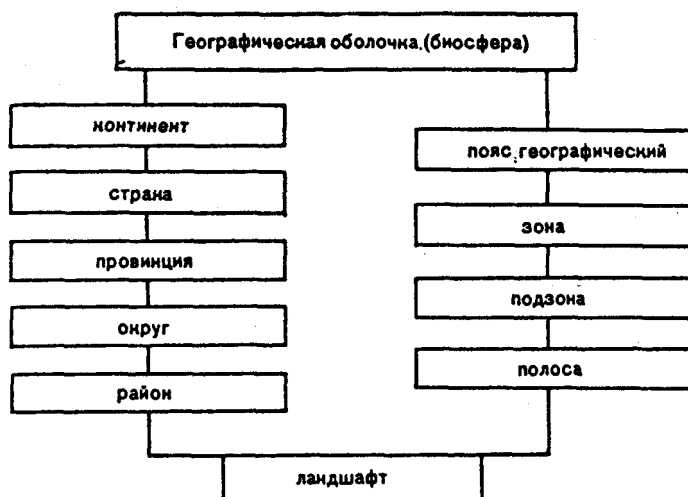 Географическая оболочка.(биосфера)
континент
страна
провинция
округ
район
пояс географический
зона
подзона
полоса
ландшафт